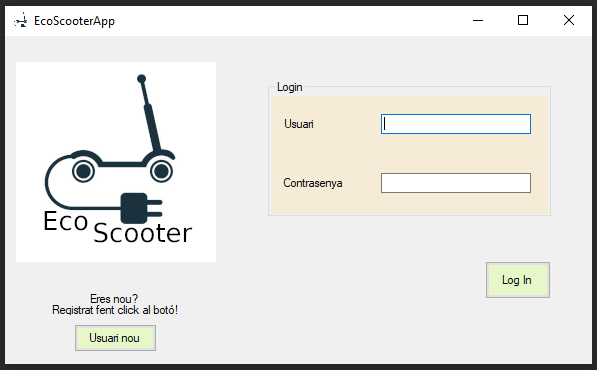 EcoScooterApp
Login
Usuari
Contrasenya
Eco
Scooter
Log In
Eres nou?
Registrat fent click al botó!
Usuari nou